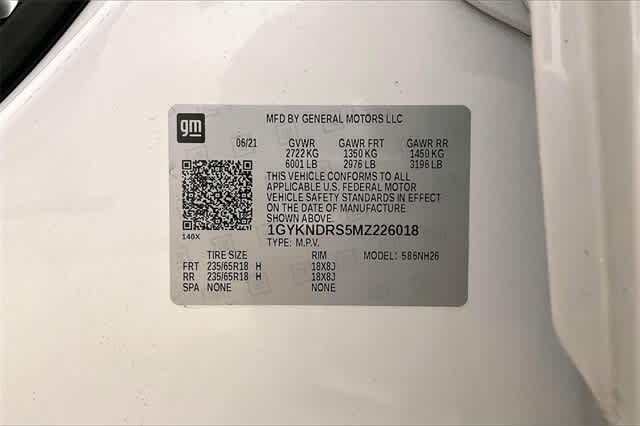 gm
MFD BY GENERAL MOTORS LLC
06/21 GVWR GAWR FRT GAWR RR
2722 KG 1350 KG 1450 KG
6001 LB 2976 LB 3196 LB
THIS VEHICLE CONFORMS TO ALL
APPLICABLE U.S. FEDERAL MOTOR
VEHICLE SAFETY STANDARDS IN EFFECT
ON THE DATE OF MANUFACTURE
SHOWN ABOVE.
140X
1GYKNDRS5MZ226018
TYPE: M.P.V.
TIRE SIZE RIM MODEL: 586NH26
FRT 235/65R18 H 18X8J
RR 235/65R18 H 18X8J
SPA NONE NONE